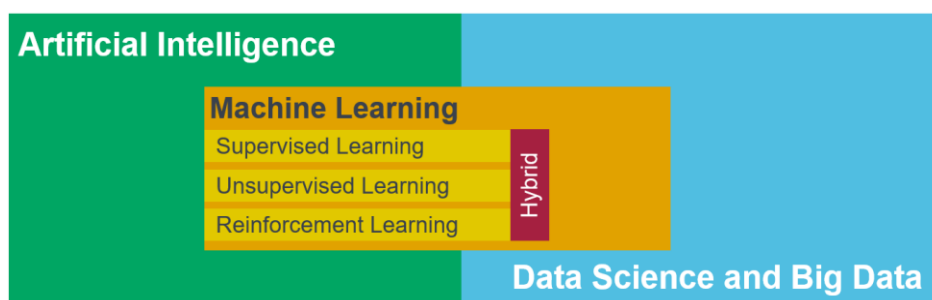 Artificial Intelligence
Machine Learning
Supervised Learning
Unsupervised Learning
Reinforcement Learning
Hybrid
Data Science and Big Data